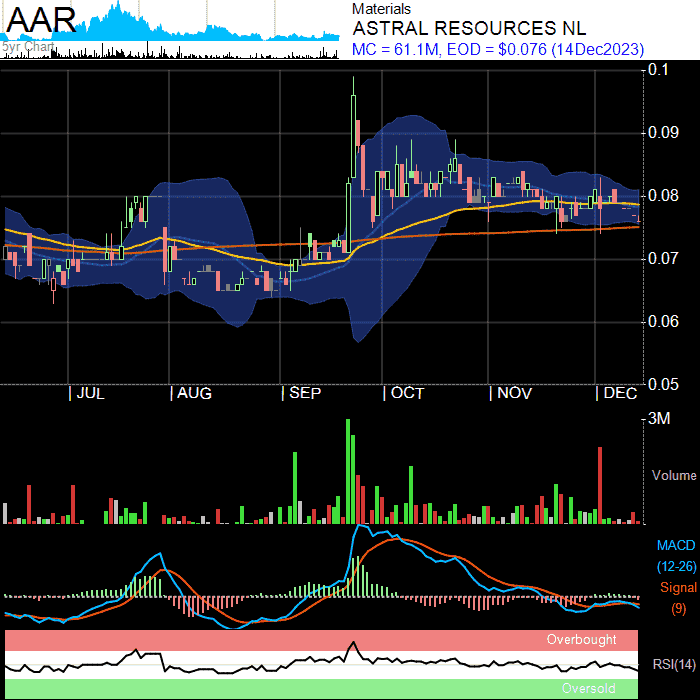 AAR
5yr Chart
Materials
ASTRAL RESOURCES NL
MC = 61.1M, EOD = $0.076 (14Dec2023)
0.1
0.09
0.08
0.07
0.06
0.05
JUL AUG SEP OCT NOV DEC
3M
Volume
MACD
(12-26)
Signal
(9)
Overbought
RSI(14)
Oversold